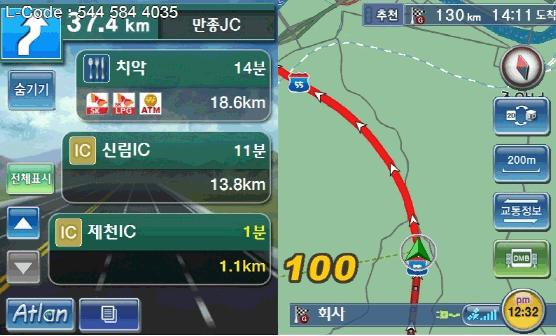 L-Code : 544 584 4035
37.4 km 만종JC
숨기기
치악 14분
SK LPG ATM
18.6km
IC 신림IC 11분
13.8km
전체표시
IC 제천IC 1분
1.1km
Atlan
추천 130km 14:11 도착
55
2D 3D
200m
교통정보
DMB
100
회사
pm
12:32